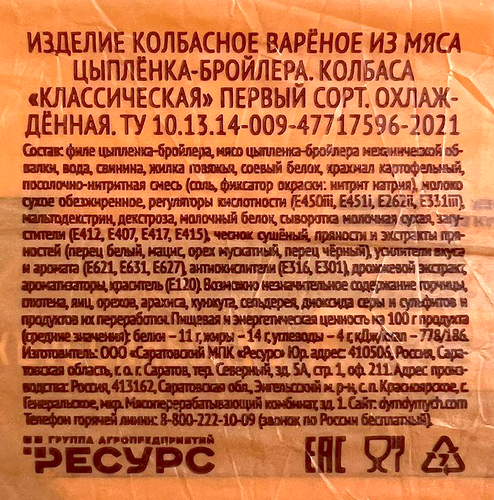 ИЗДЕЛИЕ КОЛБАСНОЕ ВАРЁНОЕ ИЗ МЯСА
ЦЫПЛЁНКА-БРОЙЛЕРА. КОЛБАСА
«КЛАССИЧЕСКАЯ» ПЕРВЫЙ СОРТ. ОХЛАЖ-
ДЁННАЯ. ТУ 10.13.14-009-47717596-2021
Состав: филе цыпленка-бройлера, мясо цыпленка-бройлера механической об-
валки, вода, свинина, жилка говяжья, соевый белок, крахмал картофельный,
посолочно-нитритная смесь (соль, фиксатор окраски: нитрит натрия), молоко
сухое обезжиренное, регуляторы кислотности (E450iii, E451i, E262ii, E331iii),
мальтодекстрин, декстроза, молочный белок, сыворотка молочная сухая, загу-
стители (E412, E407, E417, E415), чеснок сушёный, пряности и экстракты пря-
ностей (перец белый, мацис, орех мускатный, перец чёрный), усилители вкуса
и аромата (E621, E631, E627), антиокислители (E316, E301), дрожжевой экстракт,
ароматизаторы, краситель (E120). Возможно незначительное содержание горчицы,
глютена, яиц, орехов, арахиса, кунжута, сельдерея, диоксида серы и сульфитов и
продуктов их переработки. Пищевая и энергетическая ценность на 100 г продукта
(средние значения): белки – 11 г, жиры – 14 г, углеводы – 4 г, кДж/ккал – 778/186.
Изготовитель: ООО «Саратовский МПК «Ресурс» Юр. адрес: 410506, Россия, Сара-
товская область, г. о. г. Саратов, тер. Северный, зд. 5А, стр. 1, оф. 211. Адрес произ-
водства: Россия, 413162, Саратовская обл., Энгельсский м. р-н, с. п. Красноярское, с.
Генеральское, мкр. Мясоперерабатывающий комбинат, зд. 1. Сайт: dymdymych.com
Телефон горячей линии: 8-800-222-10-09 (звонок по России бесплатный).
ГРУППА АГРОПРЕДПРИЯТИЙ
РЕСУРС
EAC
7